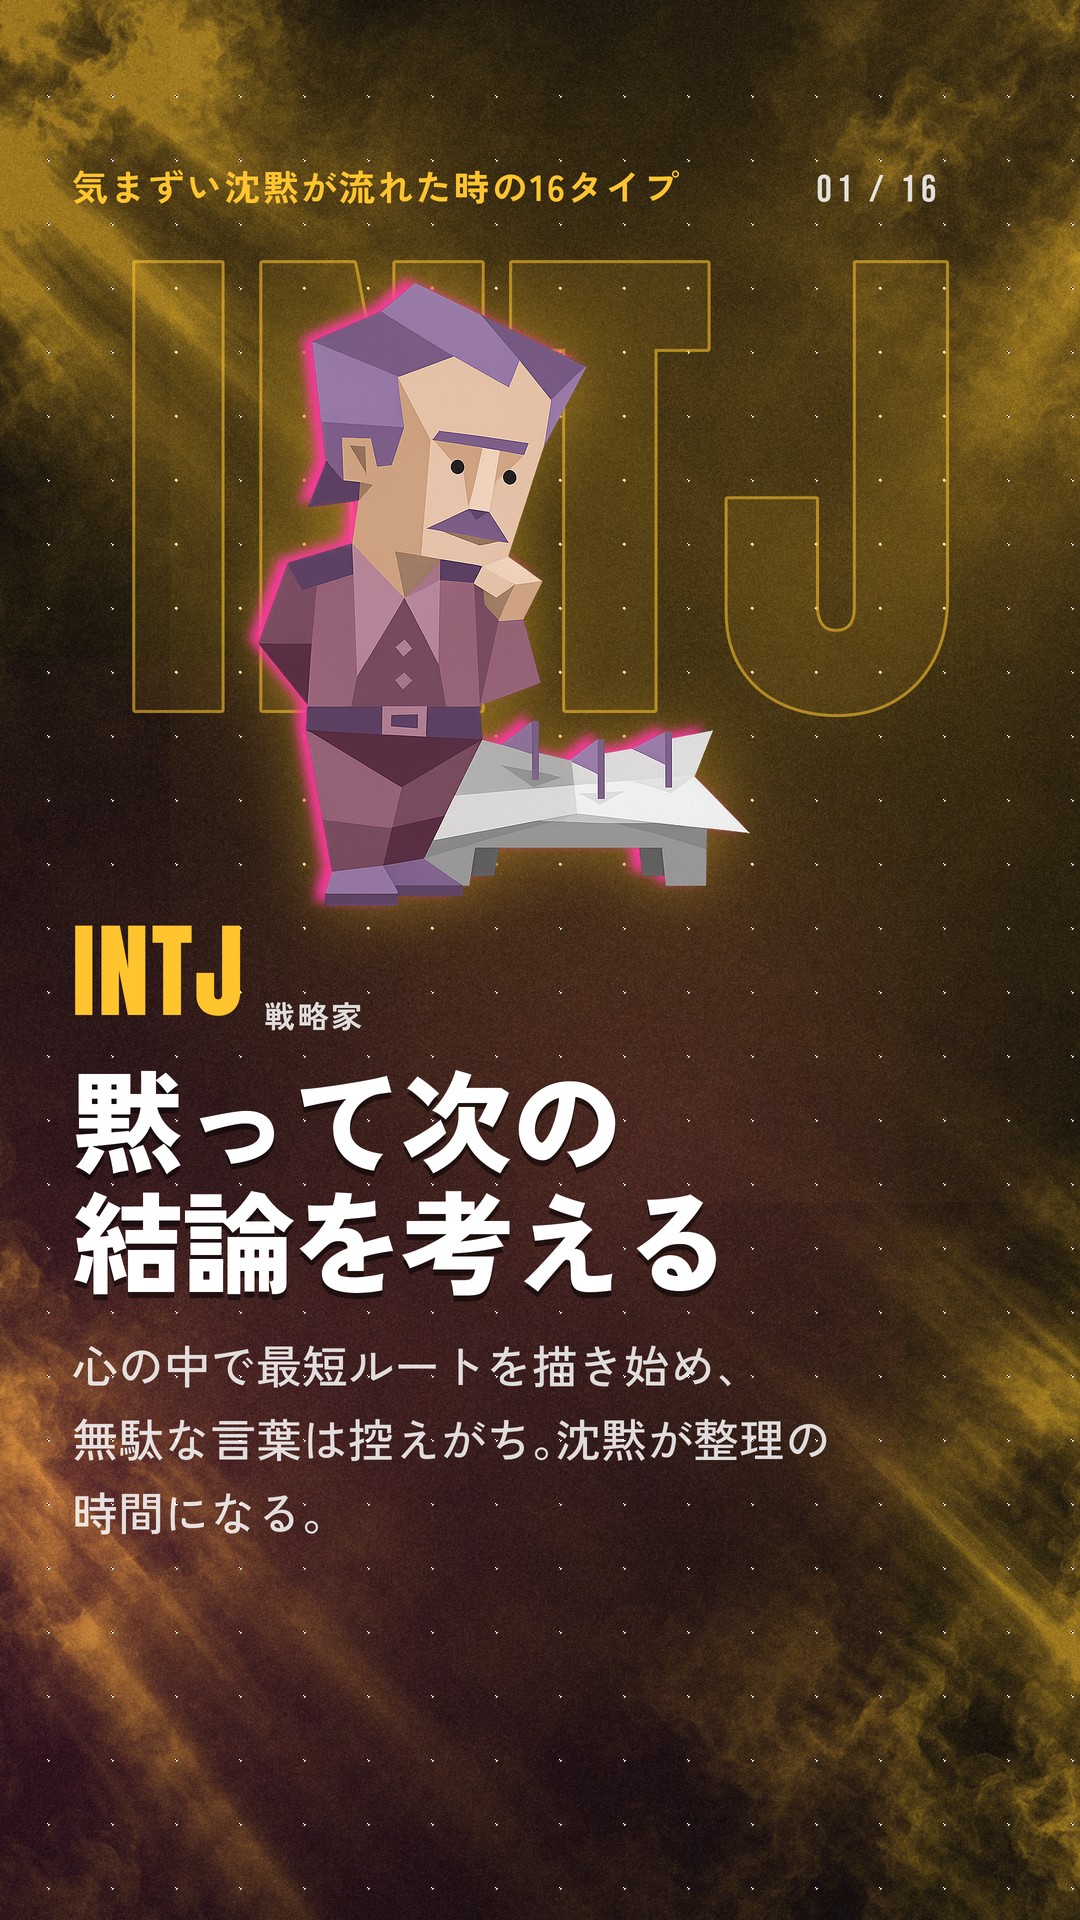 気まずい沈黙が流れた時の16タイプ
01 / 16
INTJ
INTJ
戦略家
黙って次の
結論を考える
心の中で最短ルートを描き始め、
無駄な言葉は控えがち。沈黙が整理の
時間になる。